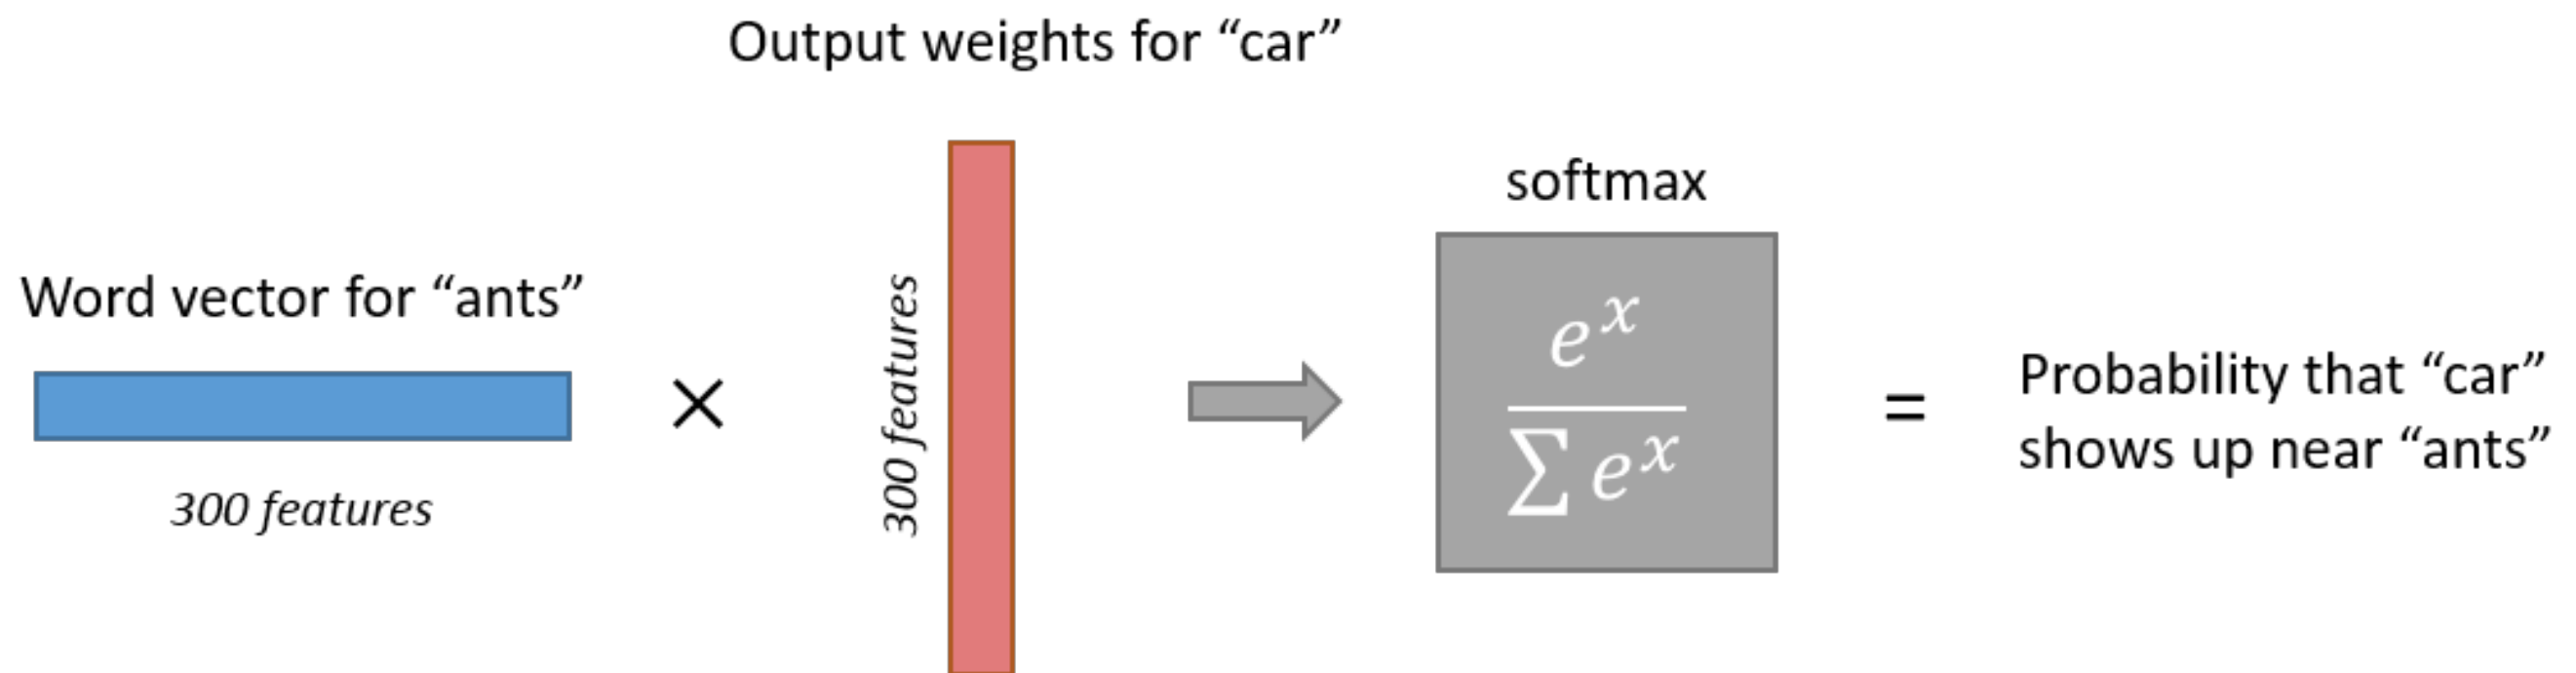 Output weights for “car”
Word vector for “ants”
300 features
×
300 features
softmax
e^x
∑ e^x
=
Probability that “car”
shows up near “ants”